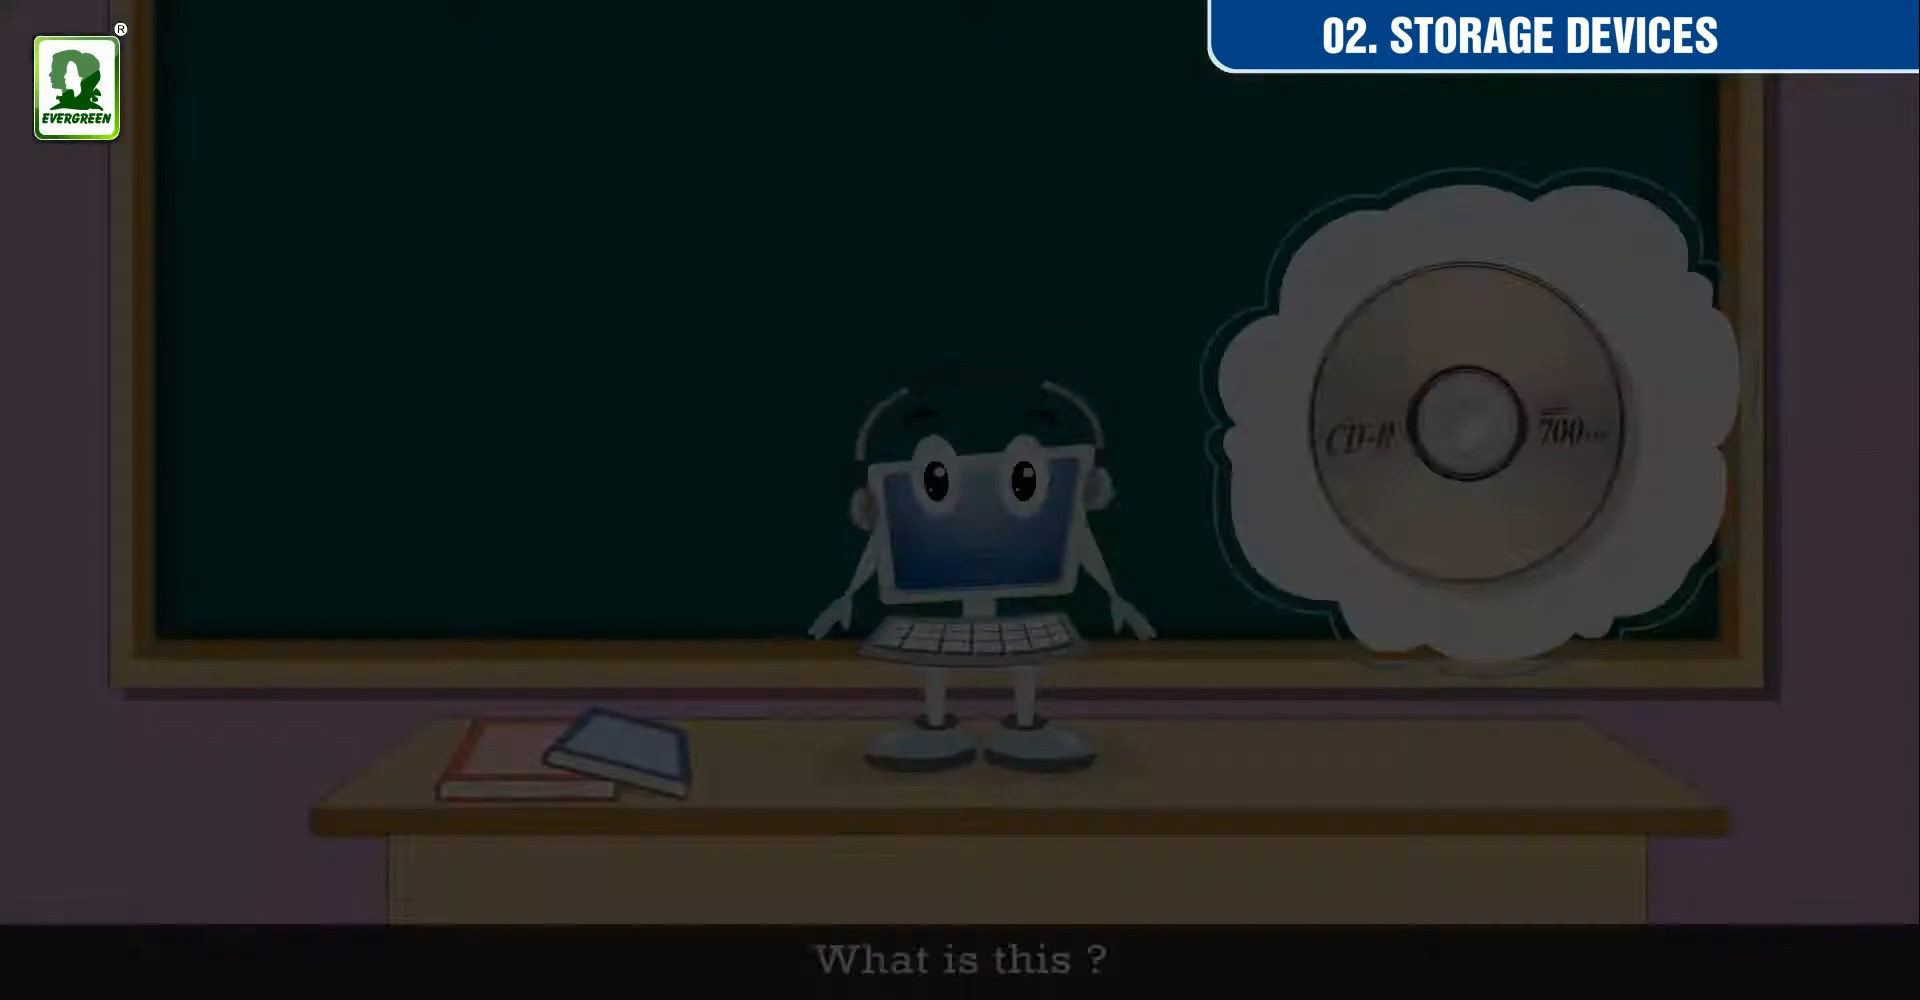 ®
EVERGREEN
02. STORAGE DEVICES
CD-R
700
What is this ?